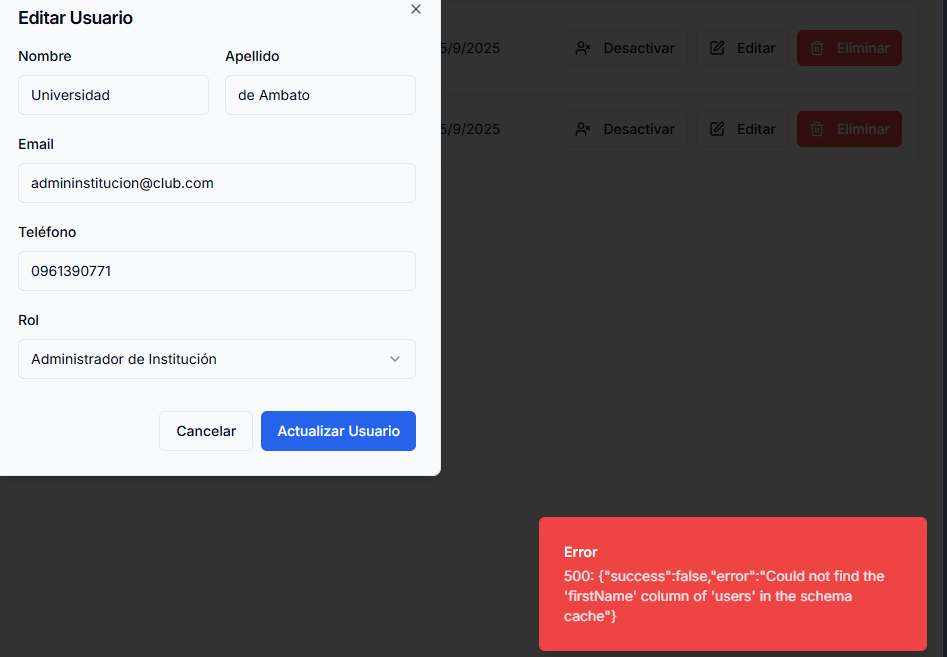 Editar Usuario
Nombre
Apellido
Universidad
de Ambato
Email
admininstitucion@club.com
Teléfono
0961390771
Rol
Administrador de Institución
Cancelar
Actualizar Usuario
5/9/2025
Desactivar
Editar
Eliminar
5/9/2025
Desactivar
Editar
Eliminar
Error
500: {"success":false,"error":"Could not find the
'firstName' column of 'users' in the schema
cache"}